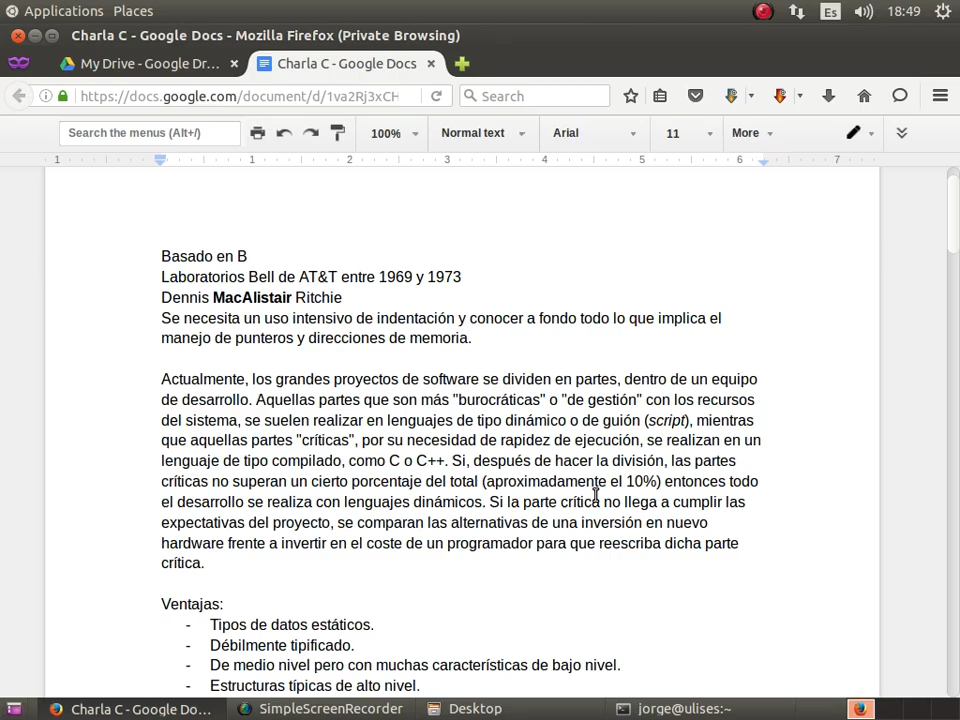 Applications Places Es 18:49
Charla C - Google Docs - Mozilla Firefox (Private Browsing)
My Drive - Google Dr... × Charla C - Google Docs ×
https://docs.google.com/document/d/1va2Rj3xCH Search
Search the menus (Alt+/) 100% Normal text Arial 11 More
1 1 2 3 4 5 6 7
Basado en B
Laboratorios Bell de AT&T entre 1969 y 1973
Dennis MacAlistair Ritchie
Se necesita un uso intensivo de indentación y conocer a fondo todo lo que implica el
manejo de punteros y direcciones de memoria.
Actualmente, los grandes proyectos de software se dividen en partes, dentro de un equipo
de desarrollo. Aquellas partes que son más "burocráticas" o "de gestión" con los recursos
del sistema, se suelen realizar en lenguajes de tipo dinámico o de guión (script), mientras
que aquellas partes "críticas", por su necesidad de rapidez de ejecución, se realizan en un
lenguaje de tipo compilado, como C o C++. Si, después de hacer la división, las partes
críticas no superan un cierto porcentaje del total (aproximadamente el 10%) entonces todo
el desarrollo se realiza con lenguajes dinámicos. Si la parte crítica no llega a cumplir las
expectativas del proyecto, se comparan las alternativas de una inversión en nuevo
hardware frente a invertir en el coste de un programador para que reescriba dicha parte
crítica.
Ventajas:
- Tipos de datos estáticos.
- Débilmente tipificado.
- De medio nivel pero con muchas características de bajo nivel.
- Estructuras típicas de alto nivel.
Charla C - Google Do... SimpleScreenRecorder Desktop jorge@ulises:~